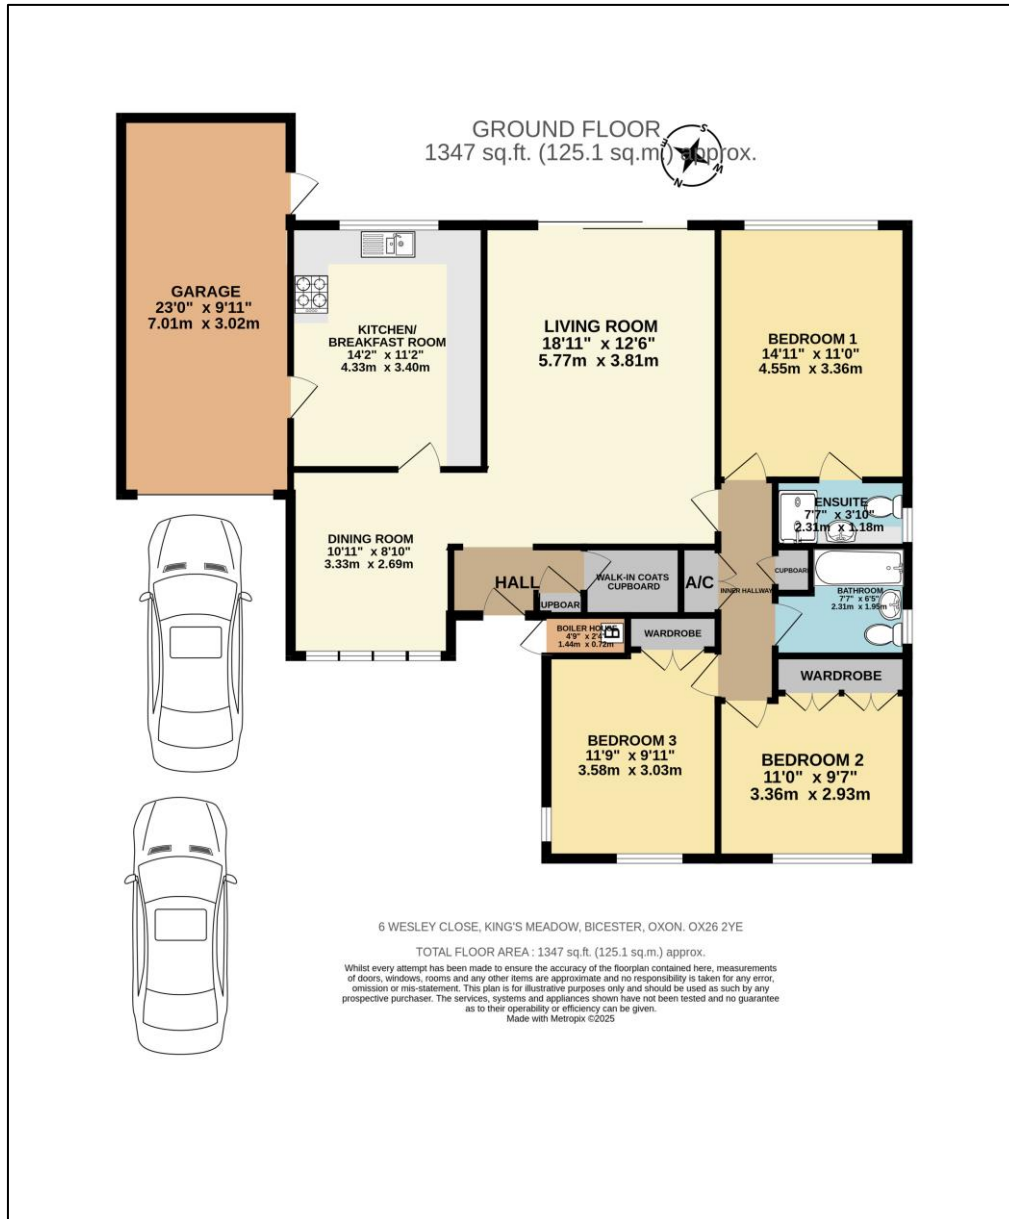 GROUND FLOOR
1347 sq.ft. (125.1 sq.m.) approx.
S
E
W
N
GARAGE
23'0" x 9'11"
7.01m x 3.02m
KITCHEN/
BREAKFAST ROOM
14'2" x 11'2"
4.33m x 3.40m
LIVING ROOM
18'11" x 12'6"
5.77m x 3.81m
BEDROOM 1
14'11" x 11'0"
4.55m x 3.36m
ENSUITE
7'7" x 3'10"
2.31m x 1.18m
DINING ROOM
10'11" x 8'10"
3.33m x 2.69m
HALL
UPBOAR
WALK-IN COATS
CUPBOARD
A/C
INNER HALLWAY
CUPBOARD
BATHROOM
7'7" x 6'5"
2.31m x 1.95m
BOILER HOUSE
4'9" x 2'4"
1.44m x 0.72m
B
WARDROBE
WARDROBE
BEDROOM 3
11'9" x 9'11"
3.58m x 3.03m
BEDROOM 2
11'0" x 9'7"
3.36m x 2.93m
6 WESLEY CLOSE, KING'S MEADOW, BICESTER, OXON. OX26 2YE
TOTAL FLOOR AREA : 1347 sq.ft. (125.1 sq.m.) approx.
Whilst every attempt has been made to ensure the accuracy of the floorplan contained here, measurements
of doors, windows, rooms and any other items are approximate and no responsibility is taken for any error,
omission or mis-statement. This plan is for illustrative purposes only and should be used as such by any
prospective purchaser. The services, systems and appliances shown have not been tested and no guarantee
as to their operability or efficiency can be given.
Made with Metropix ©2025